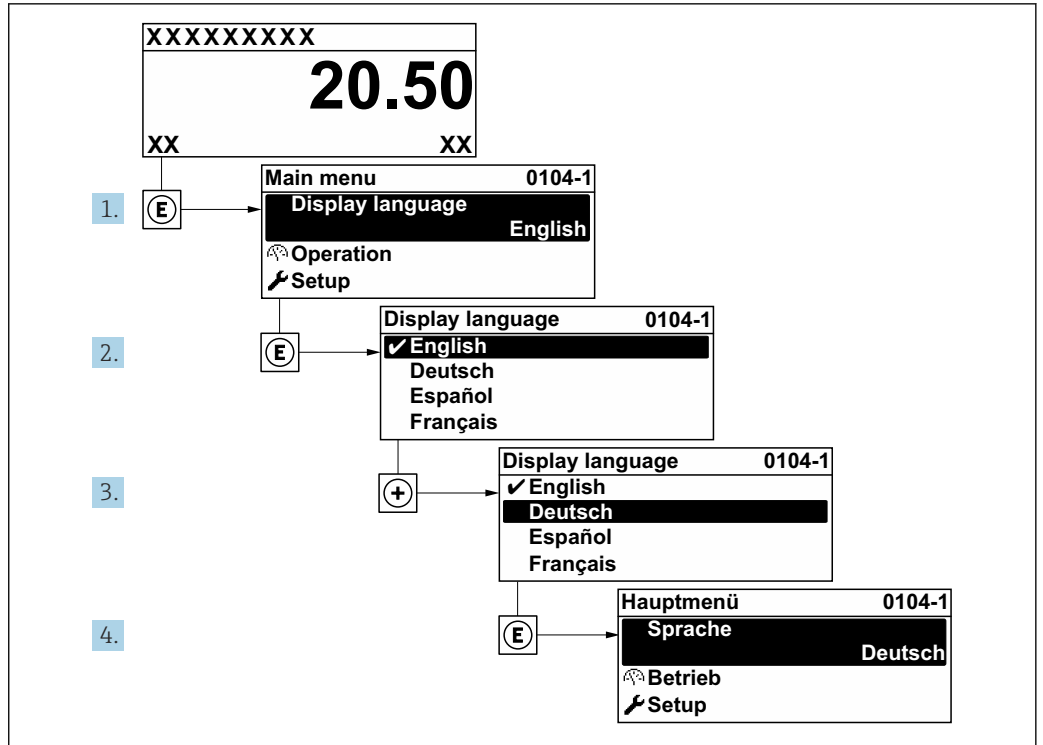 XXXXXXXXX
20.50
XX XX
1. E
Main menu 0104-1
Display language
English
Operation
Setup
2. E
Display language 0104-1
✔English
Deutsch
Español
Français
3. +
Display language 0104-1
✔English
Deutsch
Español
Français
4. E
Hauptmenü 0104-1
Sprache
Deutsch
Betrieb
Setup